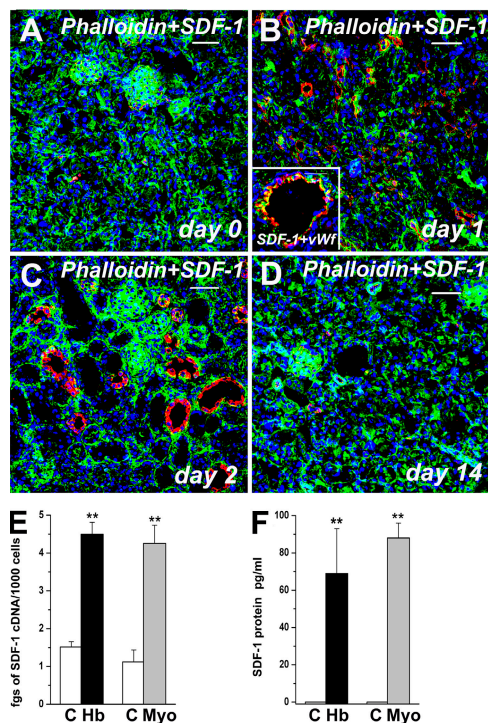 A
Phalloidin+SDF-1
day 0
B
Phalloidin+SDF-1
SDF-1+vWf
day 1
C
Phalloidin+SDF-1
day 2
D
Phalloidin+SDF-1
day 14
E
fgs of SDF-1 cDNA/1000 cells
5
4
3
2
1
0
**
**
C Hb
C Myo
F
SDF-1 protein pg/ml
100
80
60
40
20
0
**
**
C Hb
C Myo